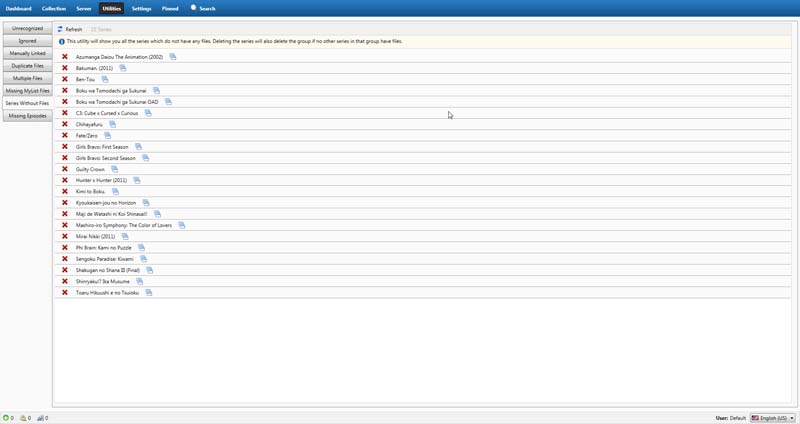 Dashboard Collection Server Utilities Settings Pinned Search
Unrecognized
Ignored
Manually Linked
Duplicate Files
Multiple Files
Missing MyList Files
Series Without Files
Missing Episodes
Refresh 22 Series
This utility will show you all the series which do not have any files. Deleting the series will also delete the group if no other series in that group have files.
Azumanga Daiou The Animation (2002)
Bakuman. (2011)
Ben-Tou
Boku wa Tomodachi ga Sukunai
Boku wa Tomodachi ga Sukunai OAD
C3: Cube x Cursed x Curious
Chihayafuru
Fate/Zero
Girls Bravo: First Season
Girls Bravo: Second Season
Guilty Crown
Hunter x Hunter (2011)
Kimi to Boku.
Kyoukaisen-jou no Horizon
Maji de Watashi ni Koi Shinasai!
Mashiro-iro Symphony: The Color of Lovers
Mirai Nikki (2011)
Phi Brain: Kami no Puzzle
Sengoku Paradise: Kiwami
Shakugan no Shana III (Final)
Shinryaku!? Ika Musume
Toaru Hikuushi e no Tsuioku
0 0 0
User: Default English (US)